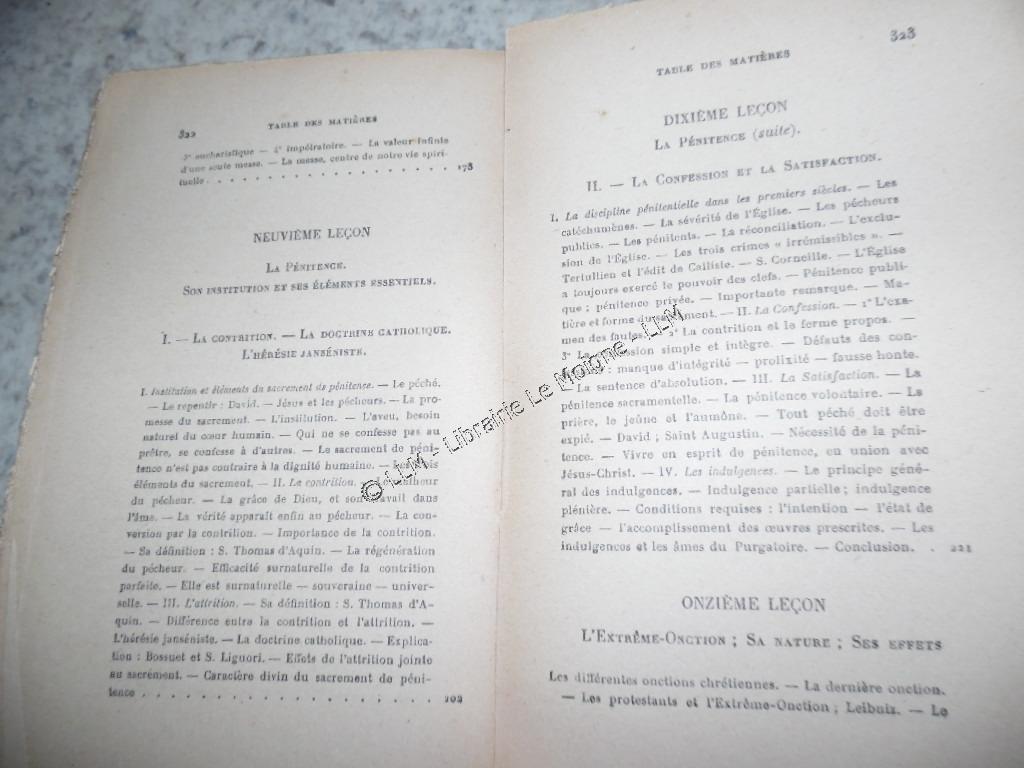 322
TABLE DES MATIÈRES
3° eucharistique — 4° impétratoire. — La valeur infinie
d'une seule messe. — La messe, centre de notre vie spiri-
tuelle . . . . . . . . . . . . . . . . 178
NEUVIÈME LEÇON
LA PÉNITENCE.
SON INSTITUTION ET SES ÉLÉMENTS ESSENTIELS.
I. — LA CONTRITION. — LA DOCTRINE CATHOLIQUE.
L'HÉRÉSIE JANSÉNISTE.
I. Institution et éléments du sacrement de pénitence. — Le péché.
— Le repentir : David. — Jésus et les pécheurs. — La pro-
messe du sacrement. — L'institution. — L'aveu, besoin
naturel du cœur humain. — Qui ne se confesse pas au
prêtre, se confesse à d'autres. — Le sacrement de péni-
tence n'est pas contraire à la dignité humaine. — Les trois
éléments du sacrement. — II. La contrition. — Le malheur
du pécheur. — La grâce de Dieu, et son travail dans
l'âme. — La vérité apparaît enfin au pécheur. — La con-
version par la contrition. — Importance de la contrition.
— Sa définition : S. Thomas d'Aquin. — La régénération
du pécheur. — Efficacité surnaturelle de la contrition
parfaite. — Elle est surnaturelle — souveraine — univer-
selle. — III. L'attrition. — Sa définition : S. Thomas d'A-
quin. — Différence entre la contrition et l'attrition. —
L'hérésie janséniste. — La doctrine catholique. — Explica-
tion : Bossuet et S. Liguori. — Effets de l'attrition jointe
au sacrement. — Caractère divin du sacrement de péni-
tence . . . . . . . . . . . . . . . . 202
323
TABLE DES MATIÈRES
DIXIÈME LEÇON
LA PÉNITENCE (suite).
II. — LA CONFESSION ET LA SATISFACTION.
I. La discipline pénitentielle dans les premiers siècles. — Les
catéchumènes. — La sévérité de l'Église. — Les pécheurs
publics. — Les pénitents. — La réconciliation. — L'exclu-
sion de l'Église. — Les trois crimes « irrémissibles ». —
Tertullien et l'édit de Calliste. — S. Corneille. — L'Église
a toujours exercé le pouvoir des clefs. — Pénitence publi-
que ; pénitence privée. — Importante remarque. — Ma-
tière et forme du sacrement. — II. La Confession. — 1° L'exa-
men des fautes. — 2° La contrition et le ferme propos. —
3° La confession simple et intègre. — Défauts des con-
: manque d'intégrité — prolixité — fausse honte.
— La sentence d'absolution. — III. La Satisfaction. — La
pénitence sacramentelle. — La pénitence volontaire. — La
prière, le jeûne et l'aumône. — Tout péché doit être
expié. — David ; Saint Augustin. — Nécessité de la péni-
tence. — Vivre en esprit de pénitence, en union avec
Jésus-Christ. — IV. Les indulgences. — Le principe géné-
ral des indulgences. — Indulgence partielle ; indulgence
plénière. — Conditions requises : l'intention — l'état de
grâce — l'accomplissement des œuvres prescrites. — Les
indulgences et les âmes du Purgatoire. — Conclusion. . 221
ONZIÈME LEÇON
L'EXTRÊME-ONCTION ; SA NATURE ; SES EFFETS
Les différentes onctions chrétiennes. — La dernière onction.
— Les protestants et l'Extrême-Onction ; Leibniz. — Le
© LLM - Librairie Le Moigne - LLM